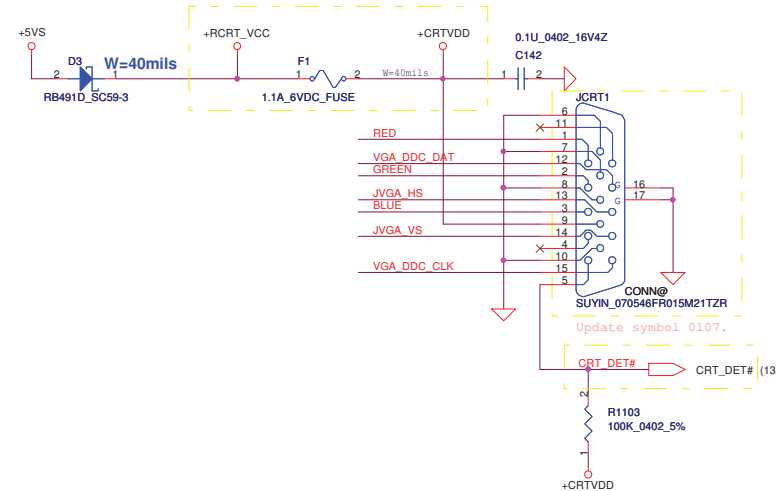 +5VS
+RCRT_VCC
+CRTVDD
0.1U_0402_16V4Z
D3
W=40mils
F1
C142
2
1
1
2
W=40mils
1
2
RB491D_SC59-3
1.1A_6VDC_FUSE
JCRT1
6
11
RED
1
7
VGA_DDC_DAT
12
GREEN
2
8
G
16
JVGA_HS
13
G
17
BLUE
3
9
JVGA_VS
14
4
10
VGA_DDC_CLK
15
5
CONN@
SUYIN_070546FR015M21TZR
Update symbol 0107.
CRT_DET#
CRT_DET#
(13
2
R1103
100K_0402_5%
1
+CRTVDD